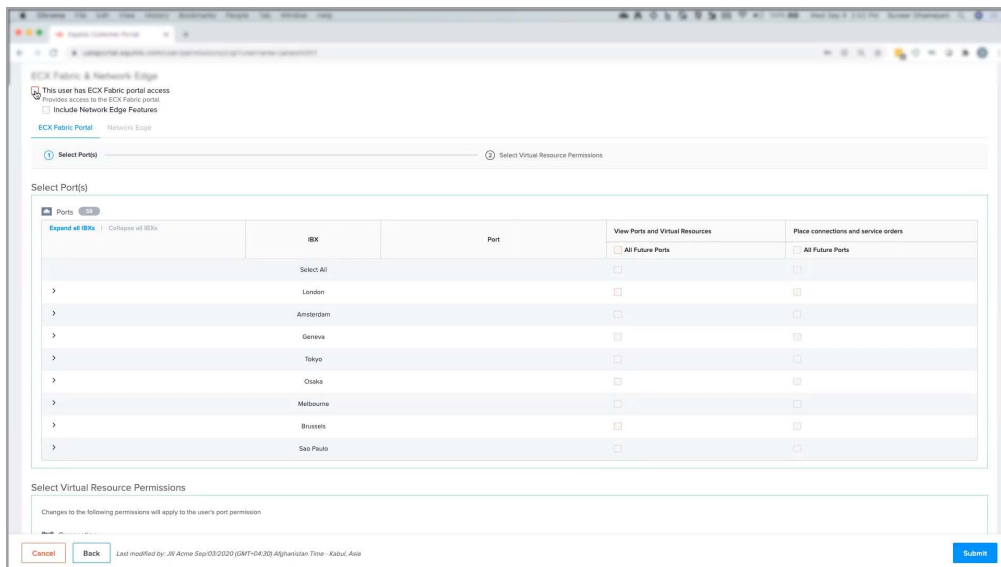 ECX Fabric & Network Edge
This user has ECX Fabric portal access
Provides access to the ECX Fabric portal.
Include Network Edge Features
ECX Fabric Portal Network Edge
1 Select Port(s) 2 Select Virtual Resource Permissions
Select Port(s)
Ports 58
Expand all IBXs | Collapse all IBXs
IBX Port View Ports and Virtual Resources Place connections and service orders
All Future Ports All Future Ports
Select All
London
Amsterdam
Geneva
Tokyo
Osaka
Melbourne
Brussels
Sao Paulo
Select Virtual Resource Permissions
Changes to the following permissions will apply to the user's port permission
Cancel Back Last modified by: Jill Acme Sep/03/2020 (GMT+04:30) Afghanistan Time - Kabul, Asia Submit